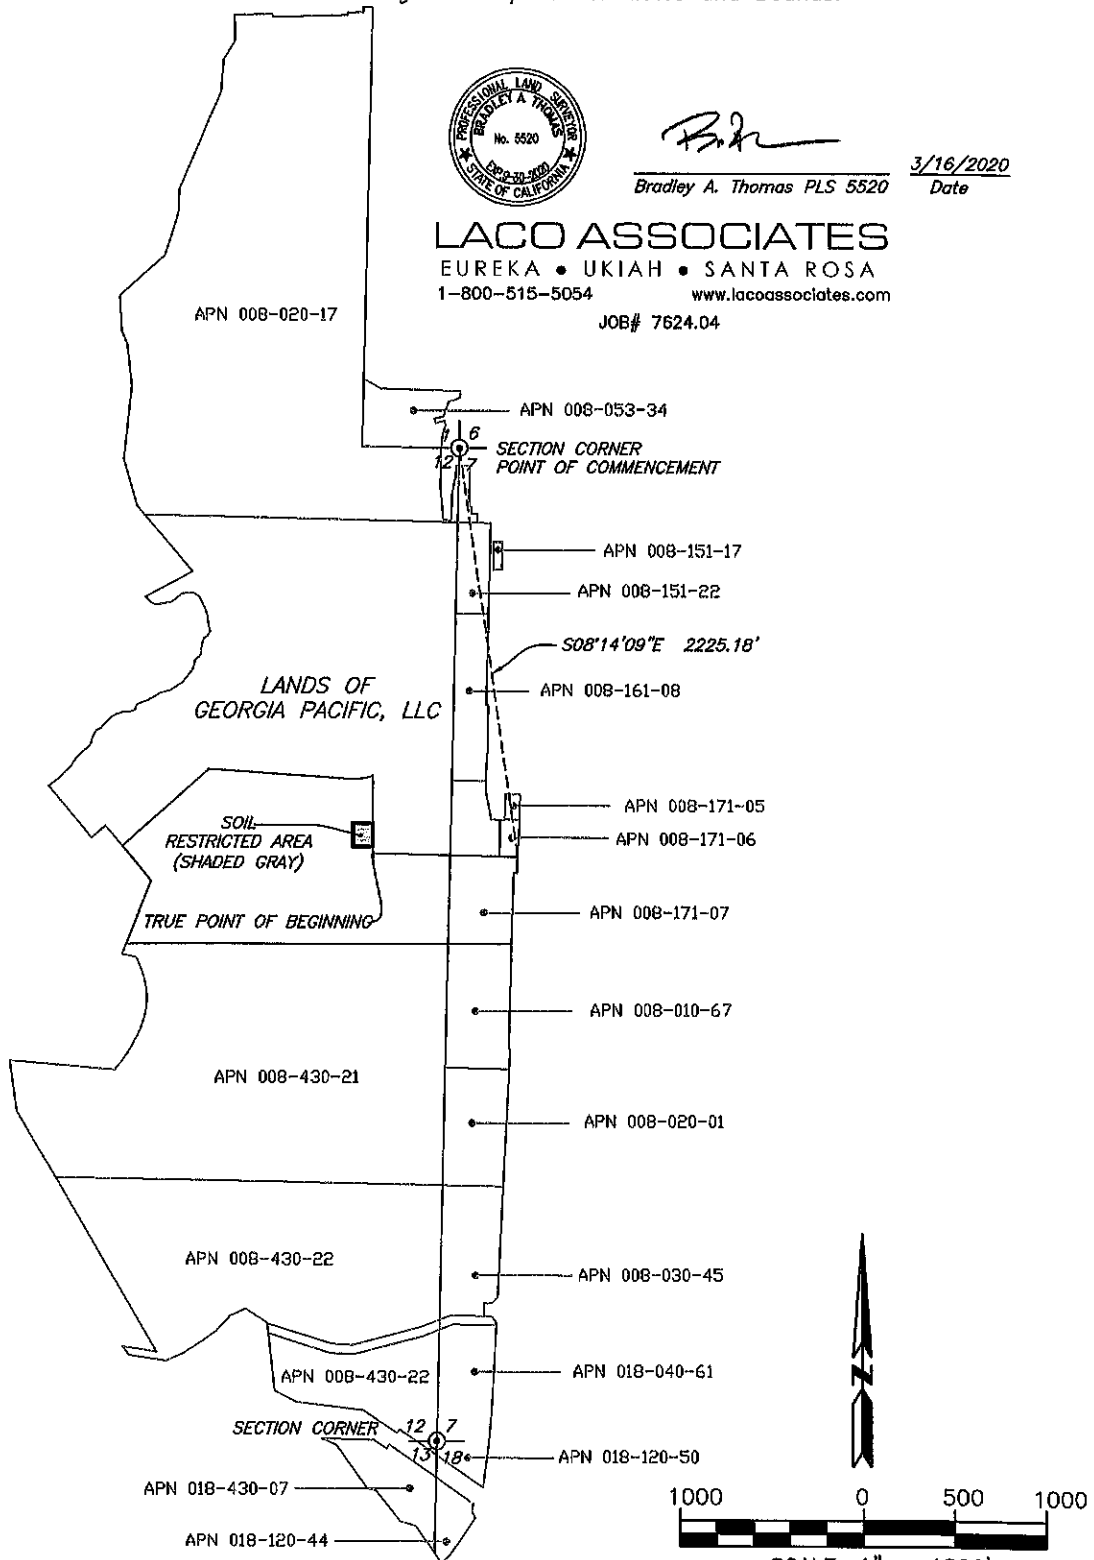 PROFESSIONAL LAND SURVEYOR
BRADLEY A THOMAS
No. 5520
EXP. 9-30-2020
STATE OF CALIFORNIA
3/16/2020
Bradley A. Thomas PLS 5520
Date
LACO ASSOCIATES
EUREKA • UKIAH • SANTA ROSA
1-800-515-5054 www.lacoassociates.com
JOB# 7624.04
APN 008-020-17
APN 008-053-34
1 6
12 7
SECTION CORNER
POINT OF COMMENCEMENT
APN 008-151-17
APN 008-151-22
S08°14'09"E 2225.18'
LANDS OF
GEORGIA PACIFIC, LLC
APN 008-161-08
APN 008-171-05
SOIL
RESTRICTED AREA
(SHADED GRAY)
APN 008-171-06
TRUE POINT OF BEGINNING
APN 008-171-07
APN 008-010-67
APN 008-430-21
APN 008-020-01
APN 008-430-22
APN 008-030-45
APN 008-430-22
APN 018-040-61
SECTION CORNER
12 7
13 18
APN 018-120-50
APN 018-430-07
APN 018-120-44
N
1000 0 500 1000